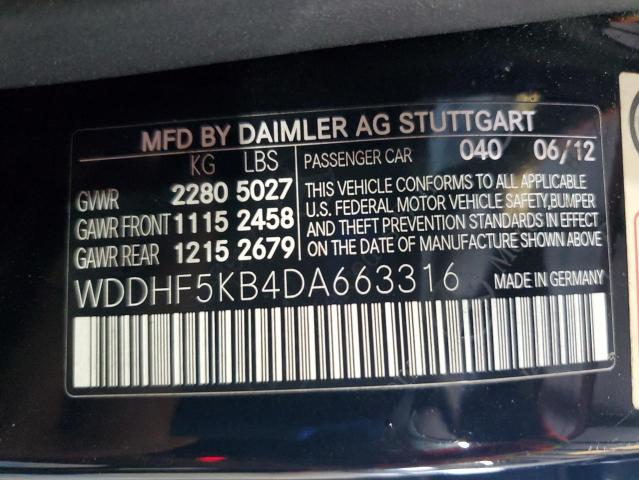 MFD BY DAIMLER AG STUTTGART
KG LBS
GVWR 2280 5027
GAWR FRONT 1115 2458
GAWR REAR 1215 2679
PASSENGER CAR 040 06/12
THIS VEHICLE CONFORMS TO ALL APPLICABLE
U.S. FEDERAL MOTOR VEHICLE SAFETY,BUMPER
AND THEFT PREVENTION STANDARDS IN EFFECT
ON THE DATE OF MANUFACTURE SHOWN ABOVE
WDDHF5KB4DA663316 MADE IN GERMANY